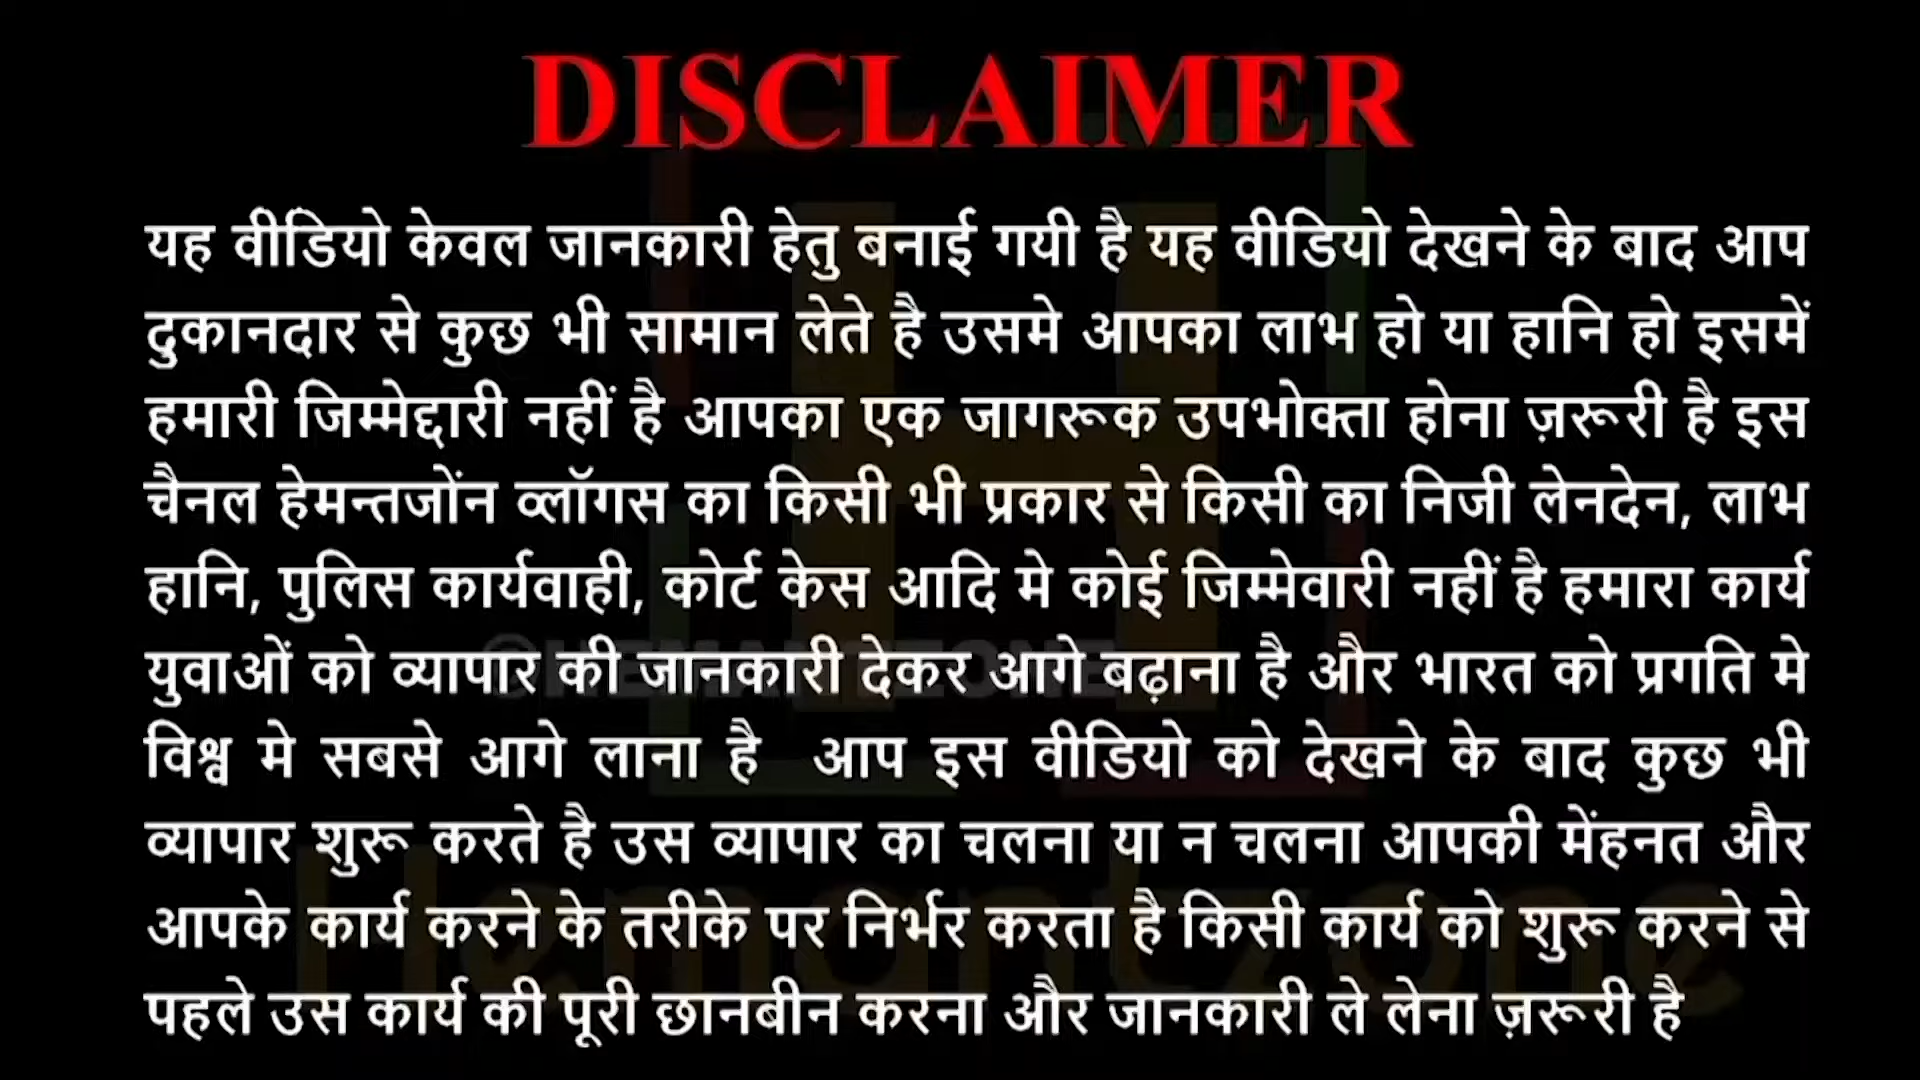 DISCLAIMER
यह वीडियो केवल जानकारी हेतु बनाई गयी है यह वीडियो देखने के बाद आप
दुकानदार से कुछ भी सामान लेते है उसमे आपका लाभ हो या हानि हो इसमें
हमारी जिम्मेद्दारी नहीं है आपका एक जागरूक उपभोक्ता होना ज़रूरी है इस
चैनल हेमन्तजोंन व्लॉगस का किसी भी प्रकार से किसी का निजी लेनदेन, लाभ
हानि, पुलिस कार्यवाही, कोर्ट केस आदि मे कोई जिम्मेवारी नहीं है हमारा कार्य
युवाओं को व्यापार की जानकारी देकर आगे बढ़ाना है और भारत को प्रगति मे
विश्व मे सबसे आगे लाना है आप इस वीडियो को देखने के बाद कुछ भी
व्यापार शुरू करते है उस व्यापार का चलना या न चलना आपकी मेंहनत और
आपके कार्य करने के तरीके पर निर्भर करता है किसी कार्य को शुरू करने से
पहले उस कार्य की पूरी छानबीन करना और जानकारी ले लेना ज़रूरी है
@HEMANTZONE
Hemantzone